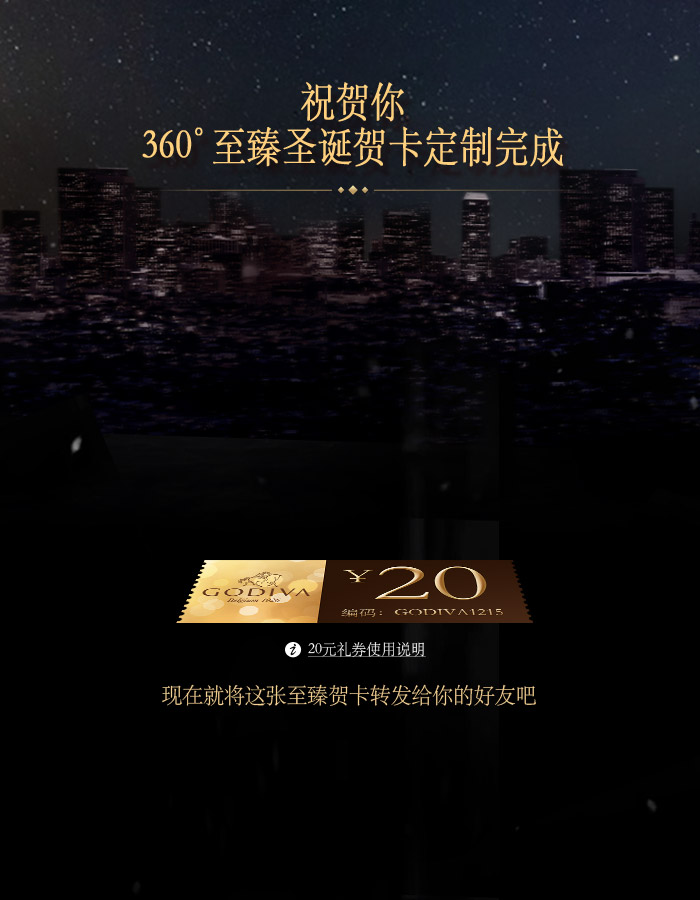 祝贺你
360°至臻圣诞贺卡定制完成
GODIVA
Belgium 1926
¥20
编码：GODIVA1215
i 20元礼券使用说明
现在就将这张至臻贺卡转发给你的好友吧